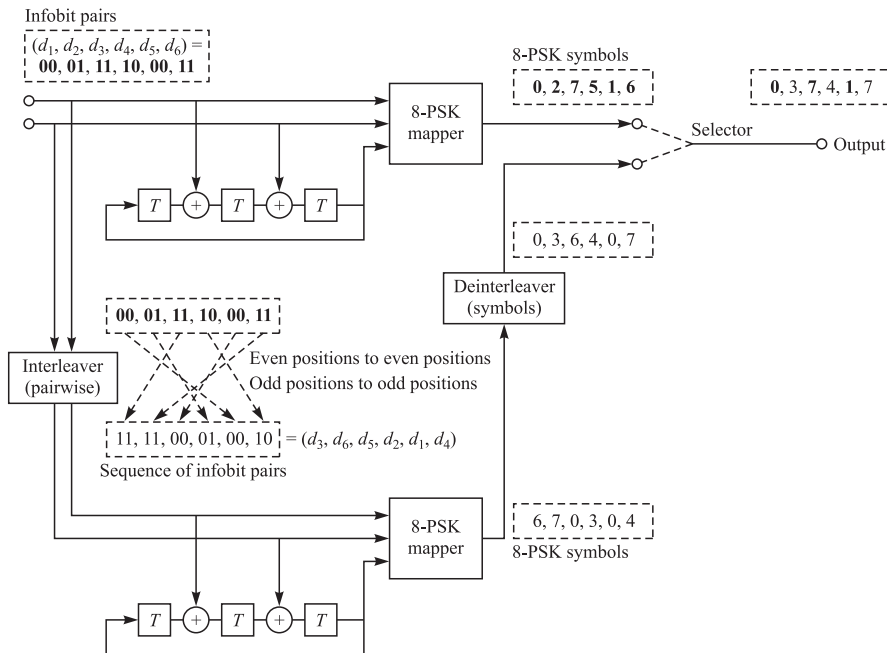 Infobit pairs
(d₁, d₂, d₃, d₄, d₅, d₆) =
00, 01, 11, 10, 00, 11
8-PSK
mapper
8-PSK symbols
0, 2, 7, 5, 1, 6
0, 3, 7, 4, 1, 7
Selector
Output
T
+
T
+
T
0, 3, 6, 4, 0, 7
Deinterleaver
(symbols)
00, 01, 11, 10, 00, 11
Even positions to even positions
Odd positions to odd positions
Interleaver
(pairwise)
11, 11, 00, 01, 00, 10 = (d₃, d₆, d₅, d₂, d₁, d₄)
Sequence of infobit pairs
8-PSK
mapper
6, 7, 0, 3, 0, 4
8-PSK symbols
T
+
T
+
T